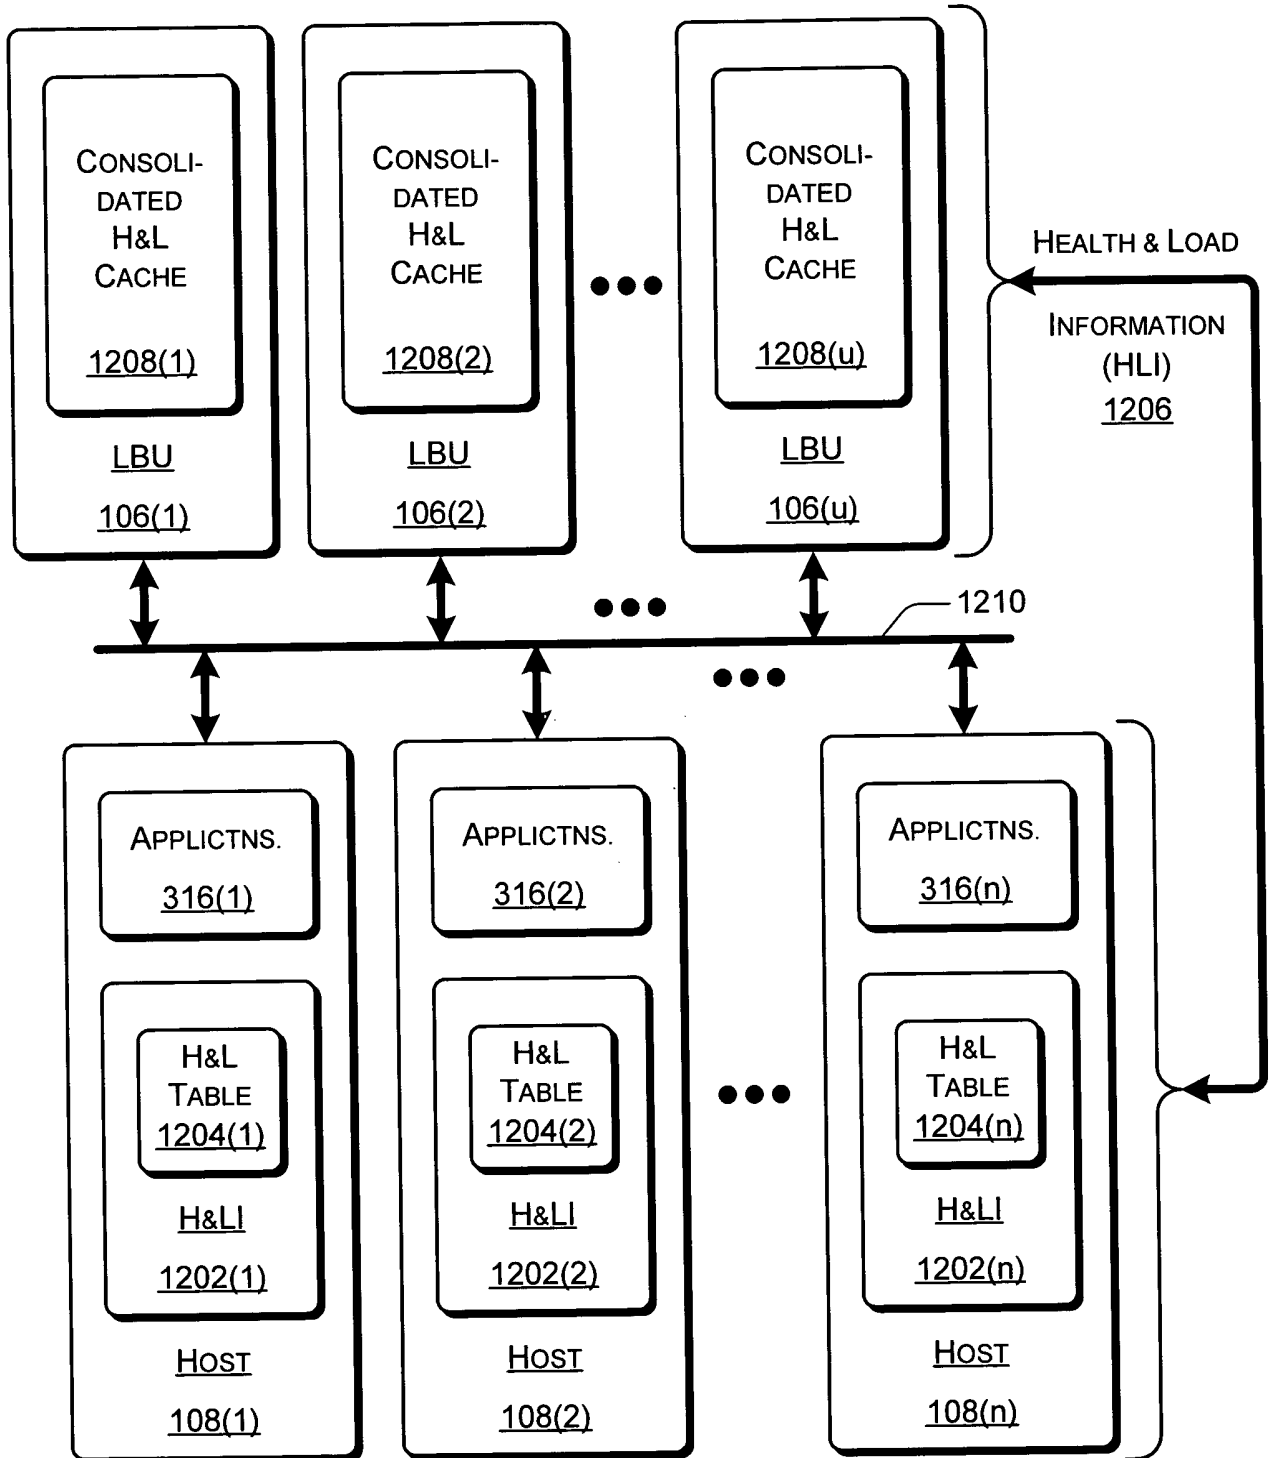 CONSOLI-
DATED
H&L
CACHE
1208(1)
LBU
106(1)
CONSOLI-
DATED
H&L
CACHE
1208(2)
LBU
106(2)
CONSOLI-
DATED
H&L
CACHE
1208(u)
LBU
106(u)
HEALTH & LOAD
INFORMATION
(HLI)
1206
1210
APPLICTNS.
316(1)
H&L
TABLE
1204(1)
H&LI
1202(1)
HOST
108(1)
APPLICTNS.
316(2)
H&L
TABLE
1204(2)
H&LI
1202(2)
HOST
108(2)
APPLICTNS.
316(n)
H&L
TABLE
1204(n)
H&LI
1202(n)
HOST
108(n)